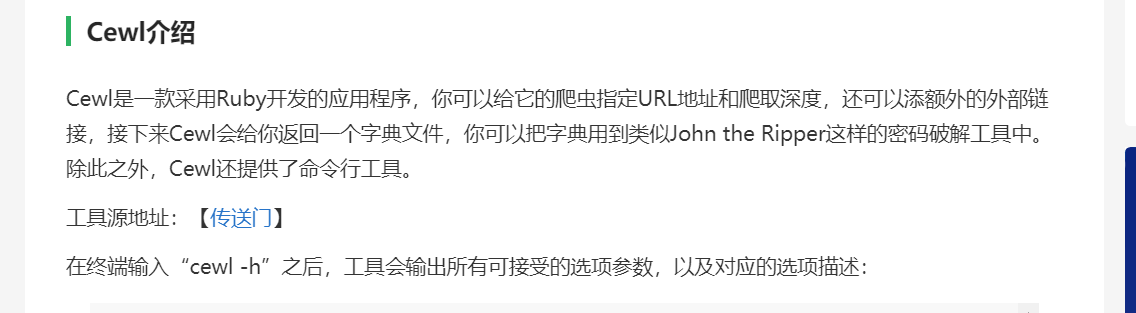 Cewl介绍
Cewl是一款采用Ruby开发的应用程序，你可以给它的爬虫指定URL地址和爬取深度，还可以添额外的外部链
接，接下来Cewl会给你返回一个字典文件，你可以把字典用到类似John the Ripper这样的密码破解工具中。
除此之外，Cewl还提供了命令行工具。
工具源地址：【传送门】
在终端输入“cewl -h”之后，工具会输出所有可接受的选项参数，以及对应的选项描述：